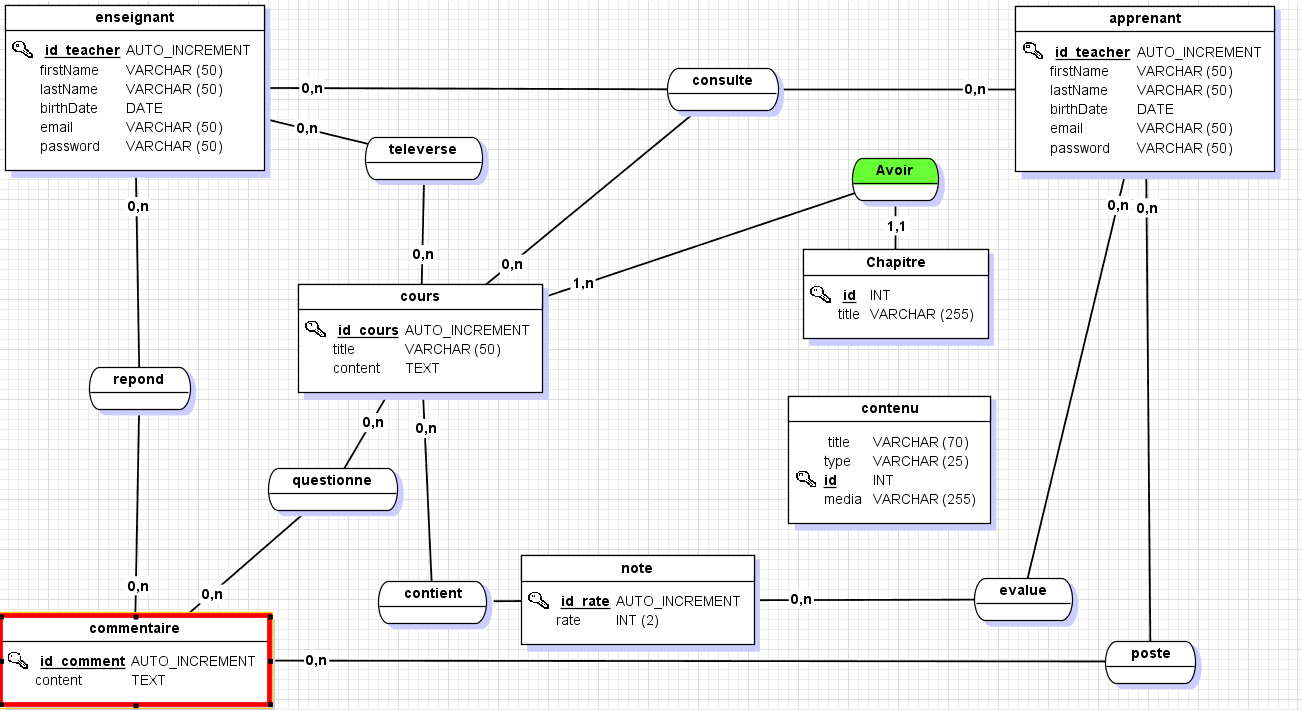 enseignant
id_teacher AUTO_INCREMENT
firstName VARCHAR (50)
lastName VARCHAR (50)
birthDate DATE
email VARCHAR (50)
password VARCHAR (50)
apprenant
id_teacher AUTO_INCREMENT
firstName VARCHAR (50)
lastName VARCHAR (50)
birthDate DATE
email VARCHAR (50)
password VARCHAR (50)
0,n
consulte
0,n
0,n
televerse
Avoir
0,n
0,n
0,n
1,1
0,n
0,n
1,n
Chapitre
id INT
title VARCHAR (255)
cours
id_cours AUTO_INCREMENT
title VARCHAR (50)
content TEXT
repond
0,n
0,n
contenu
title VARCHAR (70)
type VARCHAR (25)
id INT
media VARCHAR (255)
questionne
0,n
0,n
contient
note
id_rate AUTO_INCREMENT
rate INT (2)
0,n
evalue
commentaire
id_comment AUTO_INCREMENT
content TEXT
0,n
poste